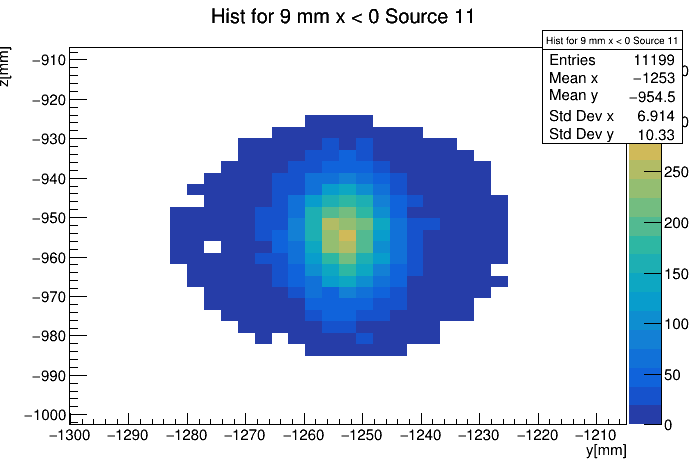 Hist for 9 mm x < 0 Source 11
z[mm]
−910
−920
−930
−940
−950
−960
−970
−980
−990
−1000
−1300
−1290
−1280
−1270
−1260
−1250
−1240
−1230
−1220
−1210
y[mm]
Hist for 9 mm x < 0 Source 11
Entries 11199
Mean x −1253
Mean y −954.5
Std Dev x 6.914
Std Dev y 10.33
250
200
150
100
50
0